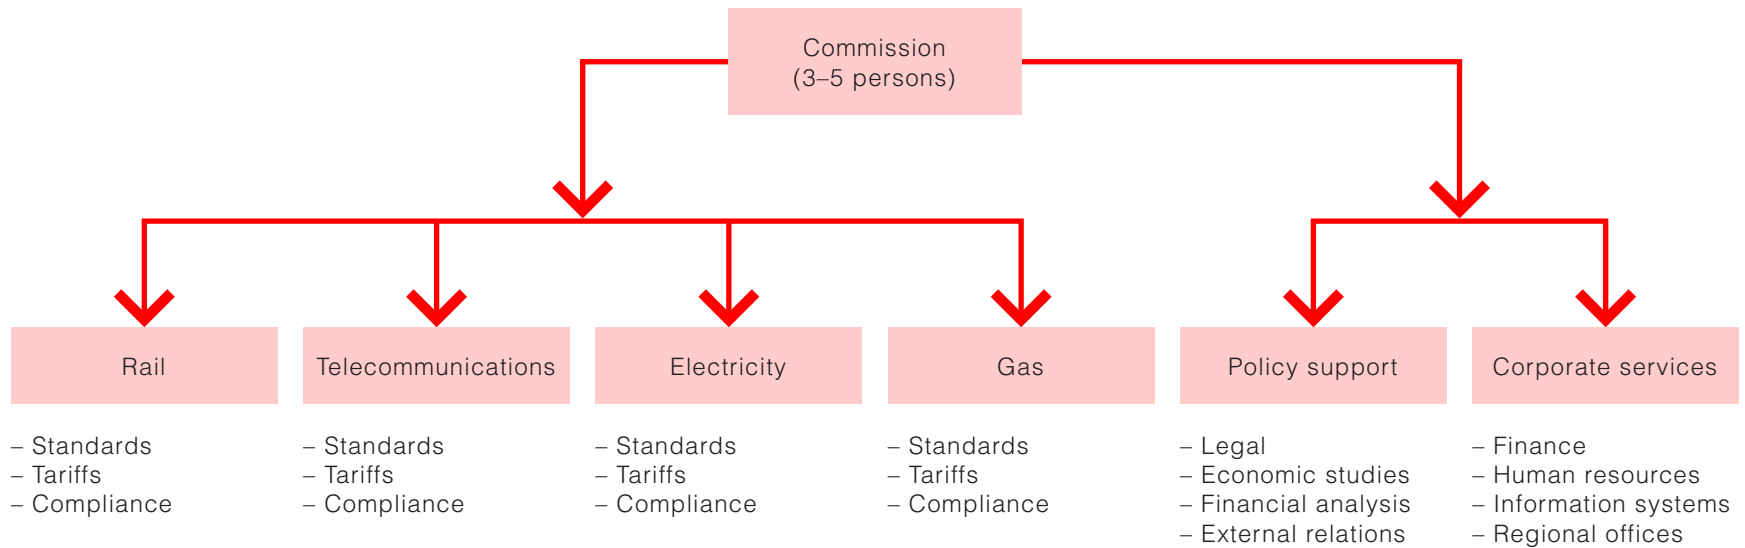 Commission
(3–5 persons)
Rail
Telecommunications
Electricity
Gas
Policy support
Corporate services
– Standards
– Tariffs
– Compliance
– Standards
– Tariffs
– Compliance
– Standards
– Tariffs
– Compliance
– Standards
– Tariffs
– Compliance
– Legal
– Economic studies
– Financial analysis
– External relations
– Finance
– Human resources
– Information systems
– Regional offices